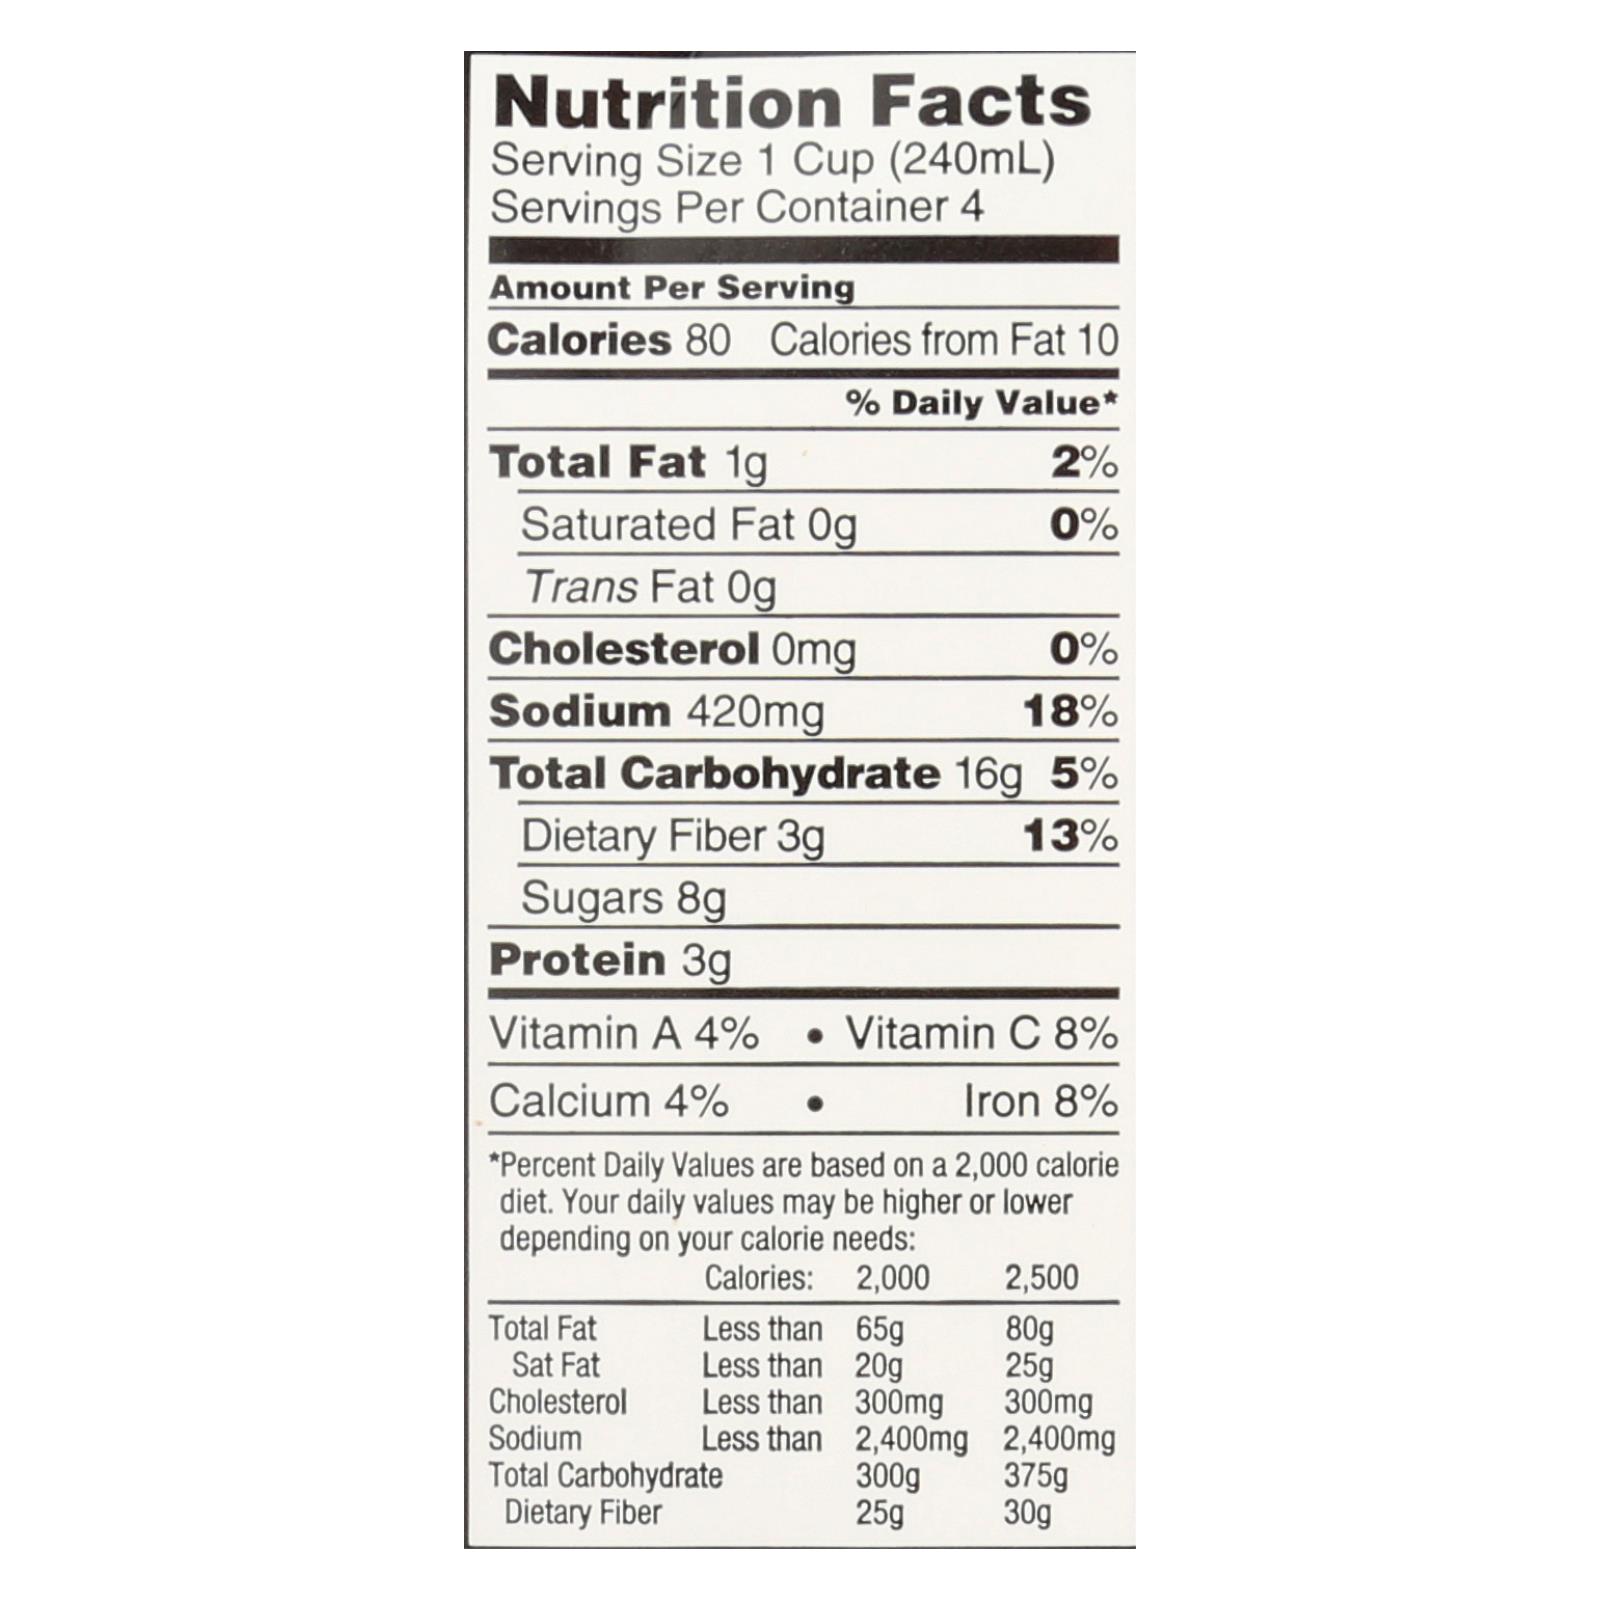 Nutrition Facts
Serving Size 1 Cup (240mL)
Servings Per Container 4
Amount Per Serving
Calories 80 Calories from Fat 10
% Daily Value*
Total Fat 1g 2%
Saturated Fat 0g 0%
Trans Fat 0g
Cholesterol 0mg 0%
Sodium 420mg 18%
Total Carbohydrate 16g 5%
Dietary Fiber 3g 13%
Sugars 8g
Protein 3g
Vitamin A 4% • Vitamin C 8%
Calcium 4% • Iron 8%
*Percent Daily Values are based on a 2,000 calorie
diet. Your daily values may be higher or lower
depending on your calorie needs:
Calories: 2,000 2,500
Total Fat Less than 65g 80g
Sat Fat Less than 20g 25g
Cholesterol Less than 300mg 300mg
Sodium Less than 2,400mg 2,400mg
Total Carbohydrate 300g 375g
Dietary Fiber 25g 30g